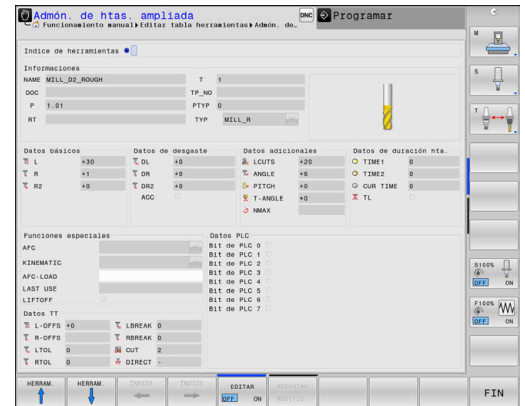 Admón. de htas. ampliada
DNC
Programar
Funcionamiento manual▸Editar tabla herramientas▸Admón. de…
Indice de herramientas 0
Informaciones
NAME MILL_D2_ROUGH T 1
DOC TP_NO
P 1.01 PTYP 0
RT TYP MILL_R
Datos básicos Datos de desgaste Datos adicionales Datos de duración hta.
L +30 DL +0 LCUTS +20 TIME1 0
R +1 DR +0 ANGLE +6 TIME2 0
R2 +0 DR2 +0 PITCH +0 CUR TIME 0
ACC T-ANGLE +0 TL
NMAX
Funciones especiales Datos PLC
AFC Bit de PLC 0
Bit de PLC 1
KINEMATIC Bit de PLC 2
AFC-LOAD Bit de PLC 3
Bit de PLC 4
LAST USE Bit de PLC 5
LIFTOFF Bit de PLC 6
Bit de PLC 7
Datos TT
L-OFFS +0 LBREAK 0
R-OFFS RBREAK 0
LTOL 0 CUT 2
RTOL 0 DIRECT -
M
S
T
S100%
OFF ON
F100%
OFF ON
HERRAM. HERRAM. INDICE INDICE EDITAR RECHAZAR
OFF ON MODIFIC
FIN